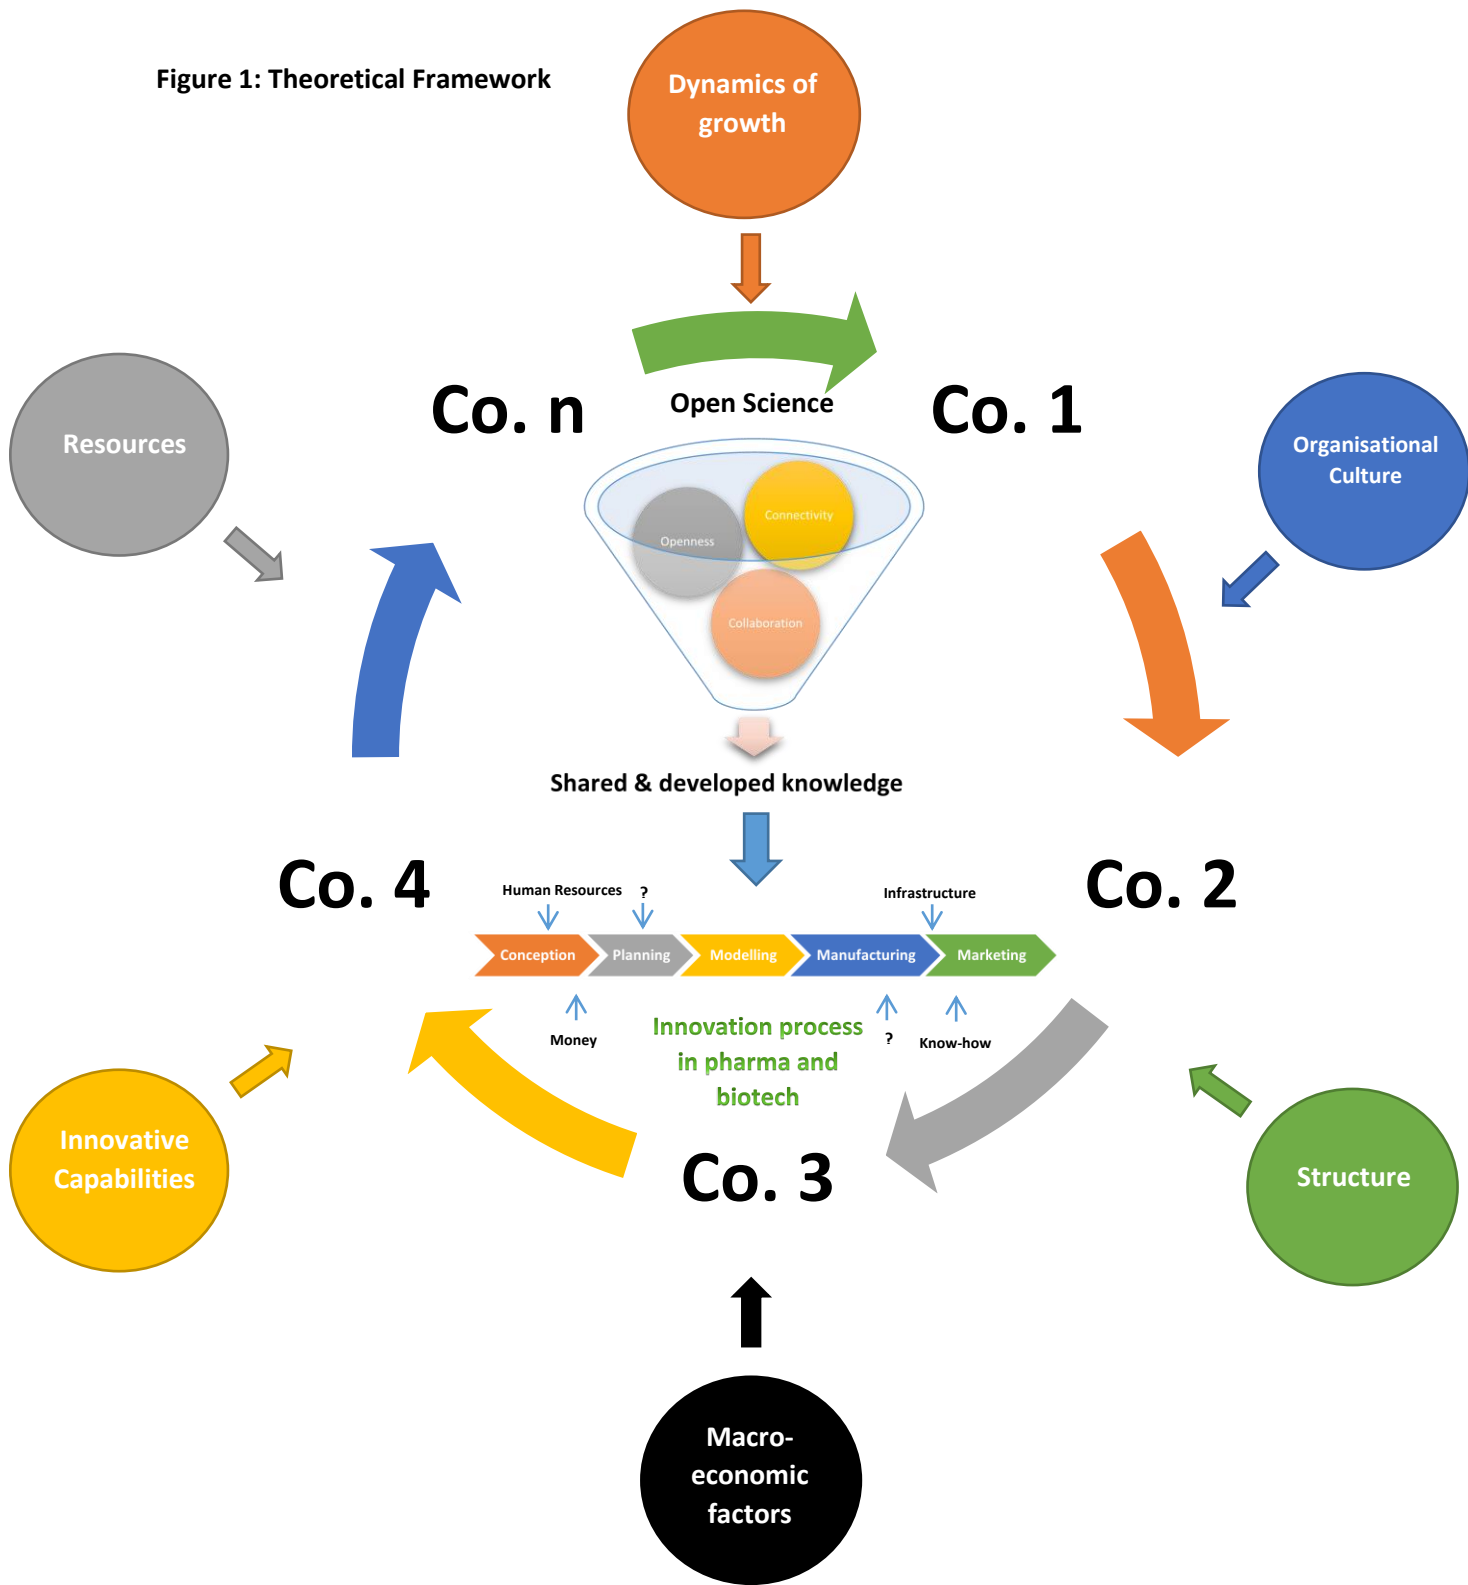 Figure 1: Theoretical Framework
Dynamics of
growth
Co. n
Open Science
Co. 1
Resources
Organisational
Culture
Connectivity
Openness
Collaboration
Shared & developed knowledge
Co. 4
Co. 2
Human Resources
?
Infrastructure
Conception
Planning
Modelling
Manufacturing
Marketing
Money
?
Know-how
Innovation process
in pharma and
biotech
Co. 3
Innovative
Capabilities
Structure
Macro-
economic
factors